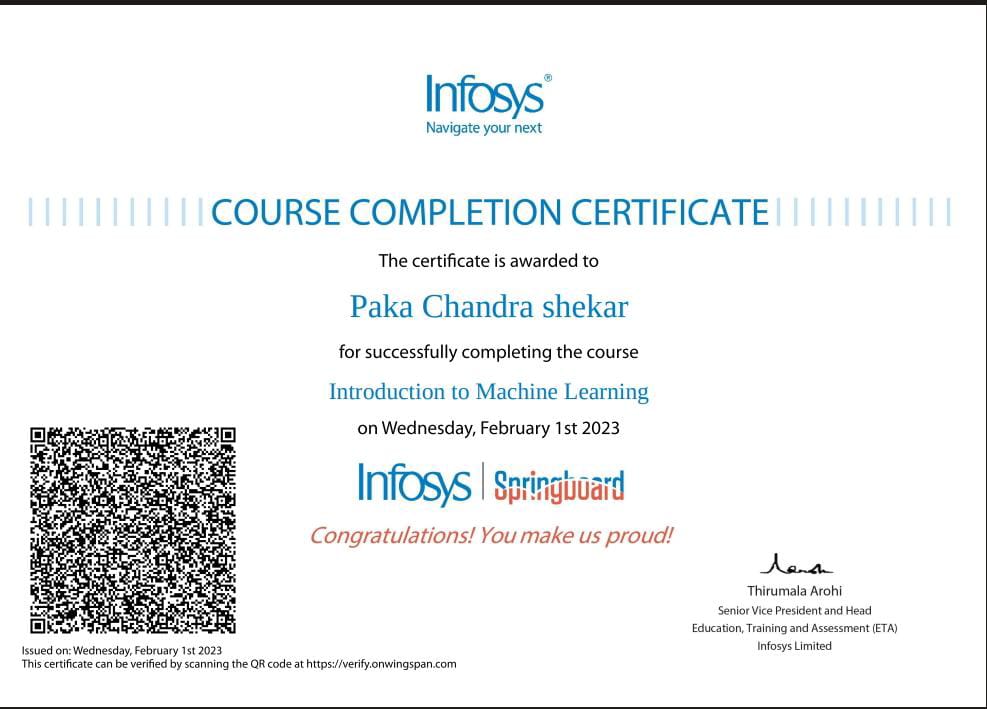 Infosys®
Navigate your next
COURSE COMPLETION CERTIFICATE
The certificate is awarded to
Paka Chandra shekar
for successfully completing the course
Introduction to Machine Learning
on Wednesday, February 1st 2023
Infosys | Springboard
Congratulations! You make us proud!
Thirumala Arohi
Senior Vice President and Head
Education, Training and Assessment (ETA)
Infosys Limited
Issued on: Wednesday, February 1st 2023
This certificate can be verified by scanning the QR code at https://verify.onwingspan.com